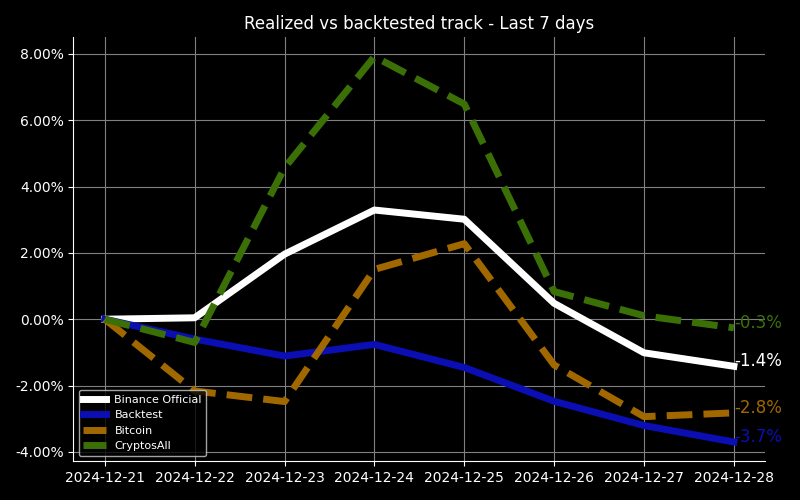 Realized vs backtested track - Last 7 days
8.00%
6.00%
4.00%
2.00%
0.00%
-2.00%
-4.00%
-0.3%
-1.4%
-2.8%
-3.7%
Binance Official
Backtest
Bitcoin
CryptosAll
2024-12-21 2024-12-22 2024-12-23 2024-12-24 2024-12-25 2024-12-26 2024-12-27 2024-12-28